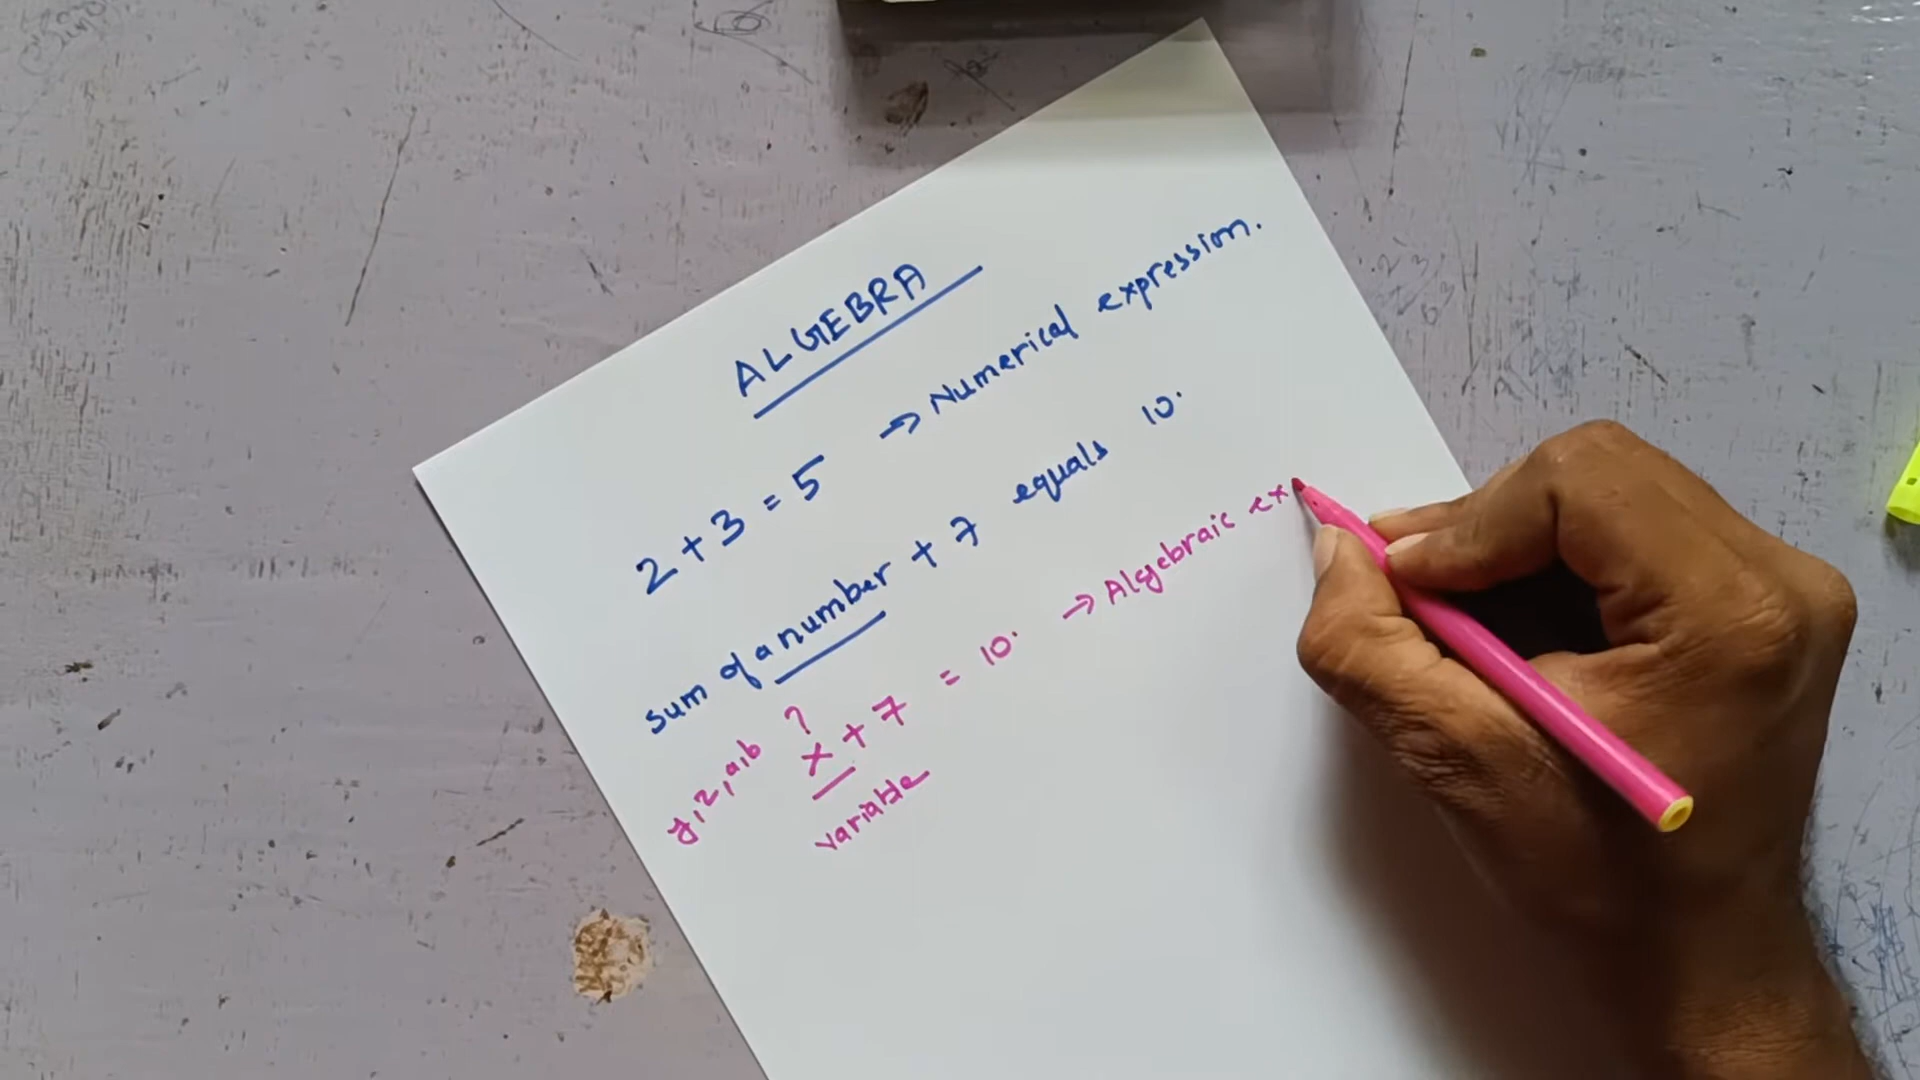 ALGEBRA
2 + 3 = 5 → Numerical expression.
sum of a number + 7 equals 10.
?
y, z, a, b x + 7 = 10. → Algebraic ex
variable